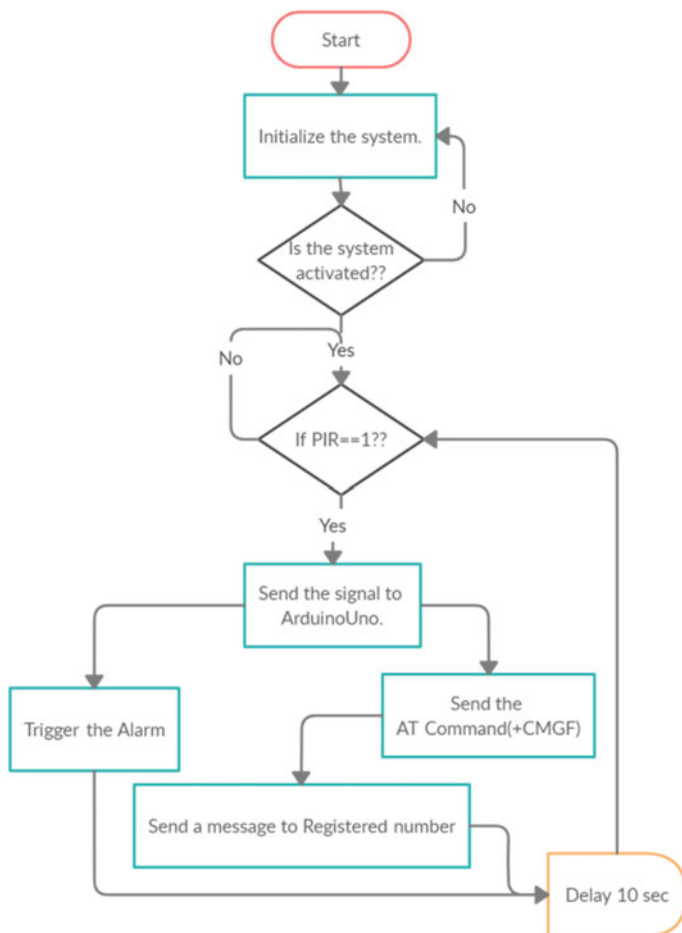 Start
Initialize the system.
No
Is the system
activated??
Yes
No
If PIR==1??
Yes
Send the signal to
ArduinoUno.
Send the
AT Command(+CMGF)
Trigger the Alarm
Send a message to Registered number
Delay 10 sec